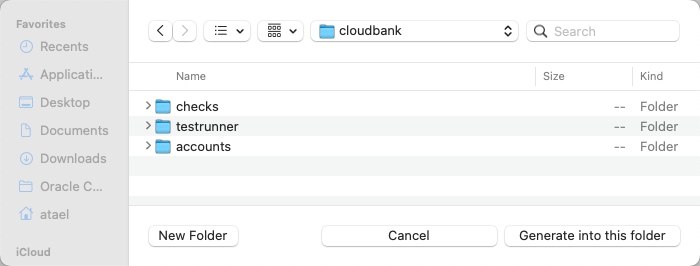 Favorites
Recents
Applicati...
Desktop
Documents
Downloads
Oracle C...
atael
iCloud
cloudbank
Search
Name Size Kind
checks -- Folder
testrunner -- Folder
accounts -- Folder
New Folder Cancel Generate into this folder